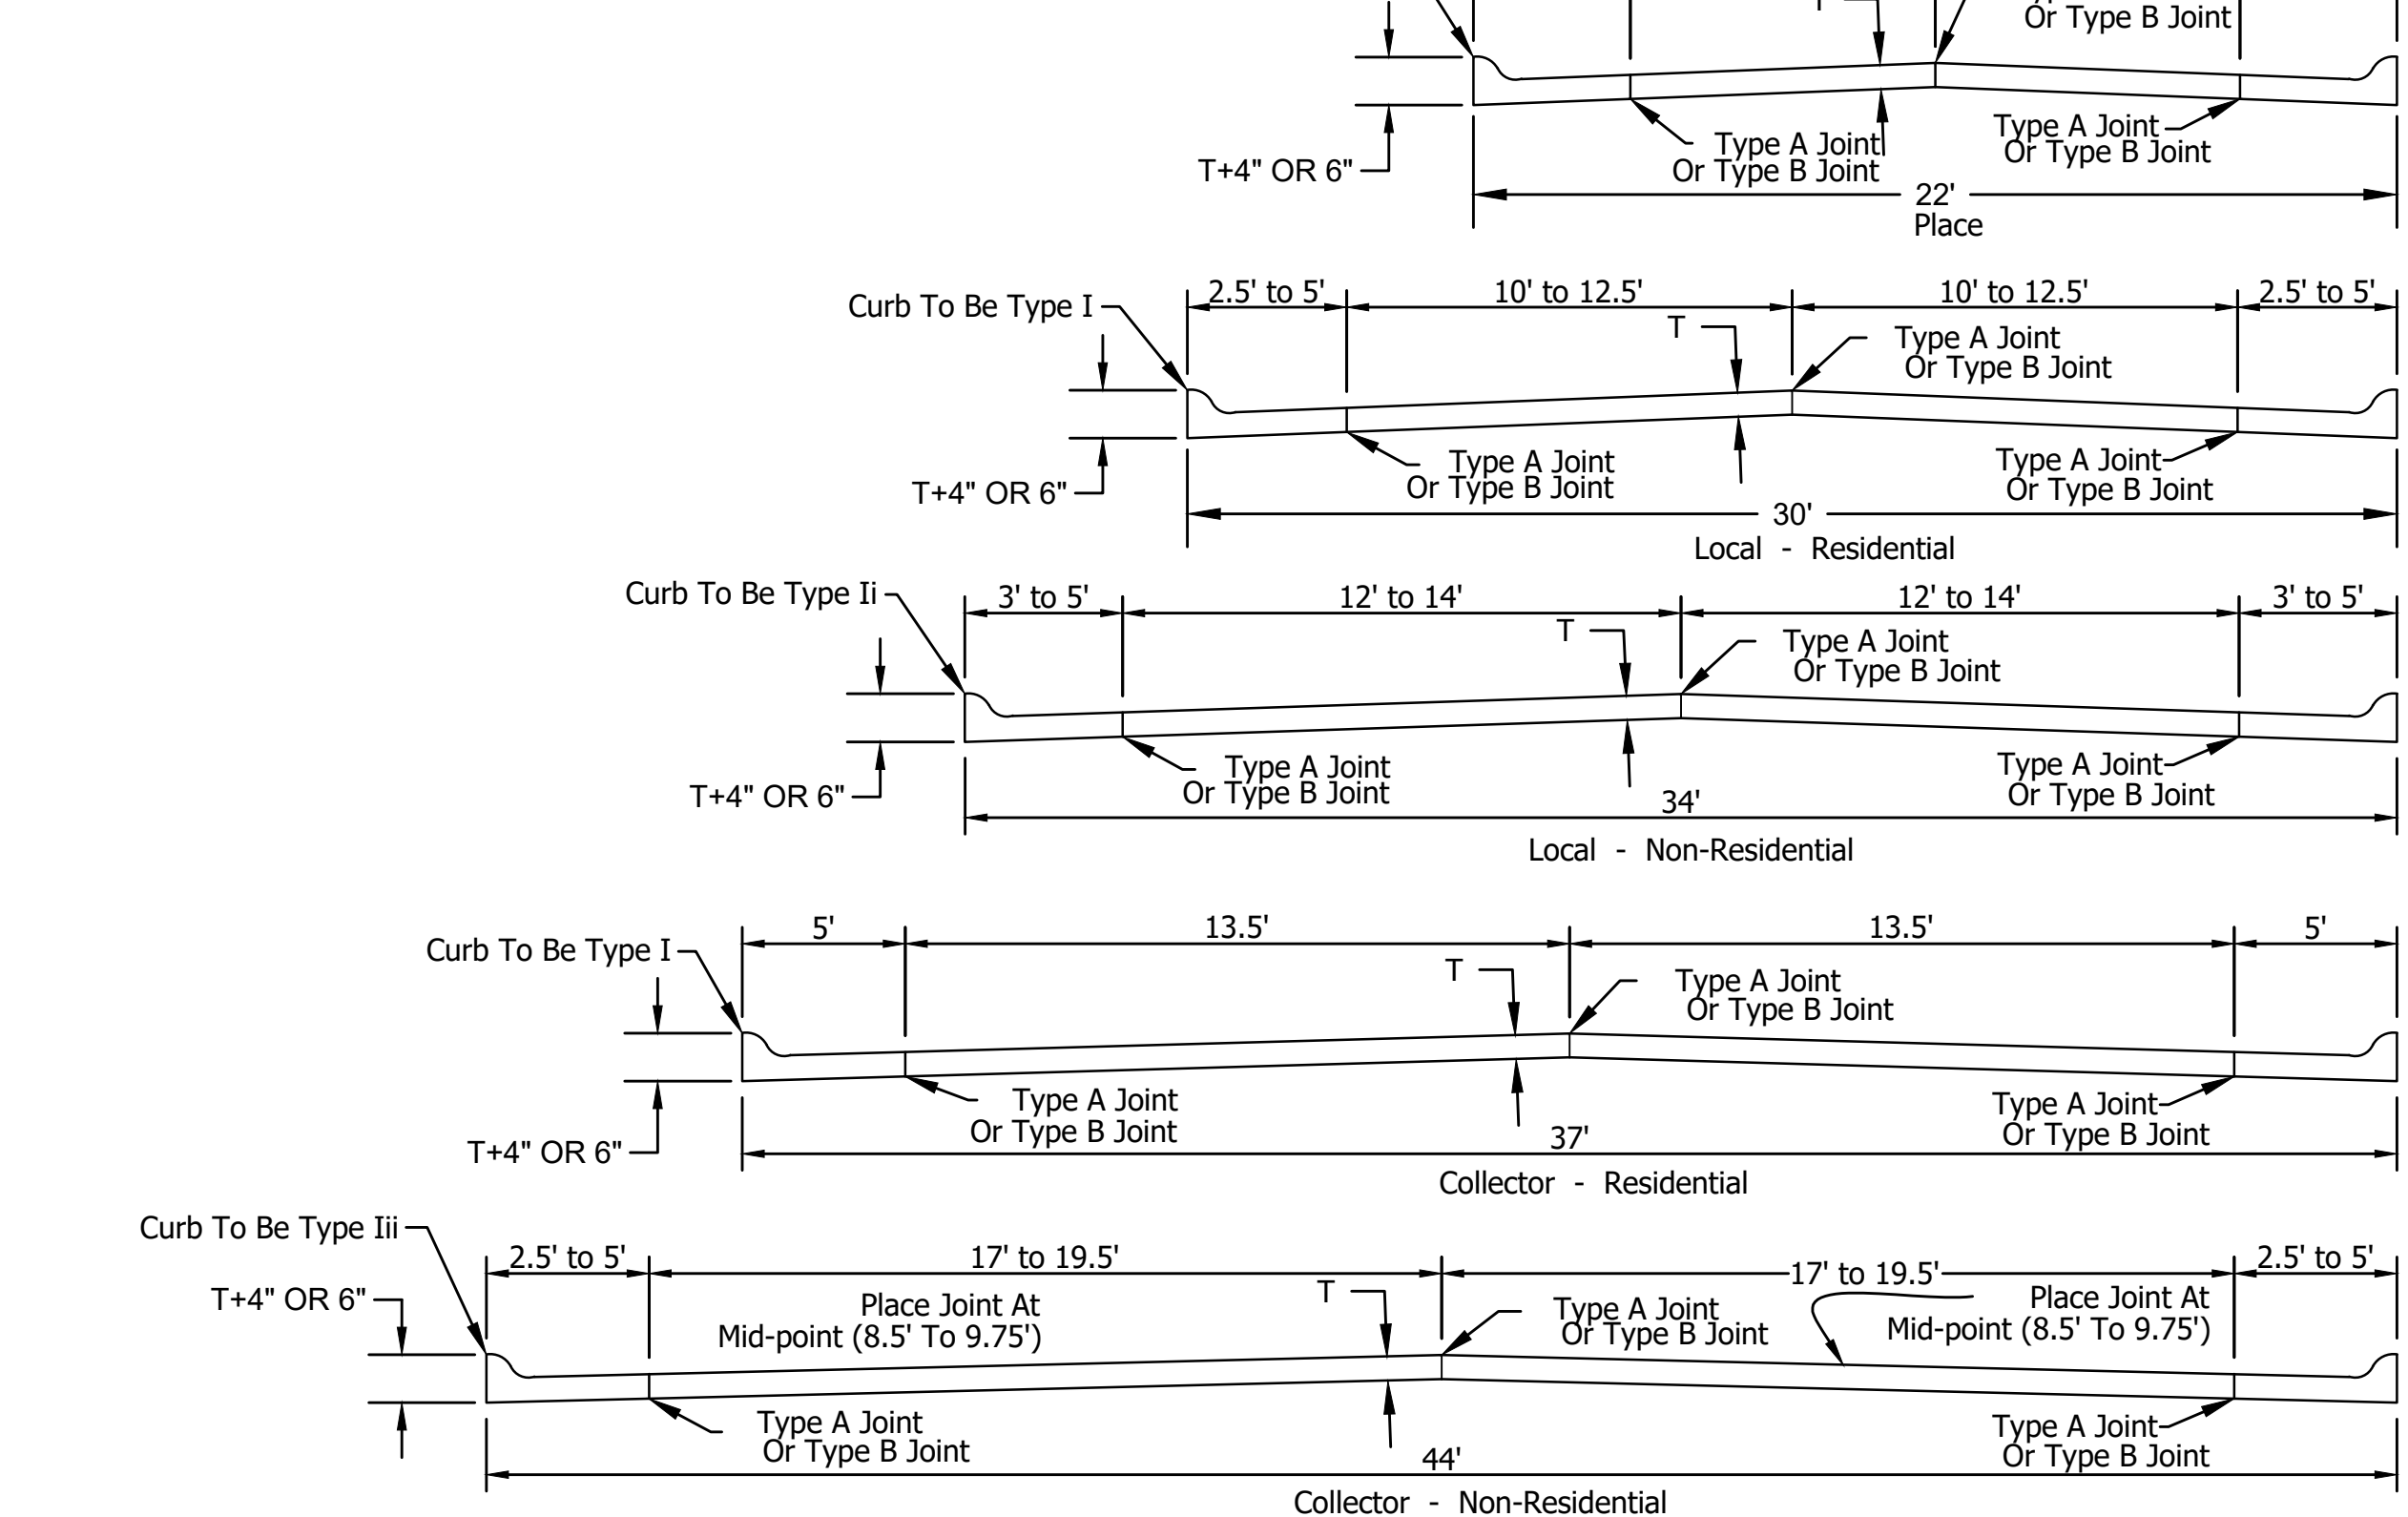 Or Type B Joint
Type A Joint
Or Type B Joint
Type A Joint
Or Type B Joint
T+4" OR 6"
22'
Place
Curb To Be Type I
2.5' to 5'
10' to 12.5'
10' to 12.5'
2.5' to 5'
T
Type A Joint
Or Type B Joint
T+4" OR 6"
Type A Joint
Or Type B Joint
Type A Joint
Or Type B Joint
30'
Local - Residential
Curb To Be Type Ii
3' to 5'
12' to 14'
12' to 14'
3' to 5'
T
Type A Joint
Or Type B Joint
T+4" OR 6"
Type A Joint
Or Type B Joint
Type A Joint
Or Type B Joint
34'
Local - Non-Residential
Curb To Be Type I
5'
13.5'
13.5'
5'
T
Type A Joint
Or Type B Joint
T+4" OR 6"
Type A Joint
Or Type B Joint
Type A Joint
Or Type B Joint
37'
Collector - Residential
Curb To Be Type Iii
2.5' to 5'
17' to 19.5'
17' to 19.5'
2.5' to 5'
T+4" OR 6"
Place Joint At
Mid-point (8.5' To 9.75')
T
Type A Joint
Or Type B Joint
Place Joint At
Mid-point (8.5' To 9.75')
Type A Joint
Or Type B Joint
Type A Joint
Or Type B Joint
44'
Collector - Non-Residential